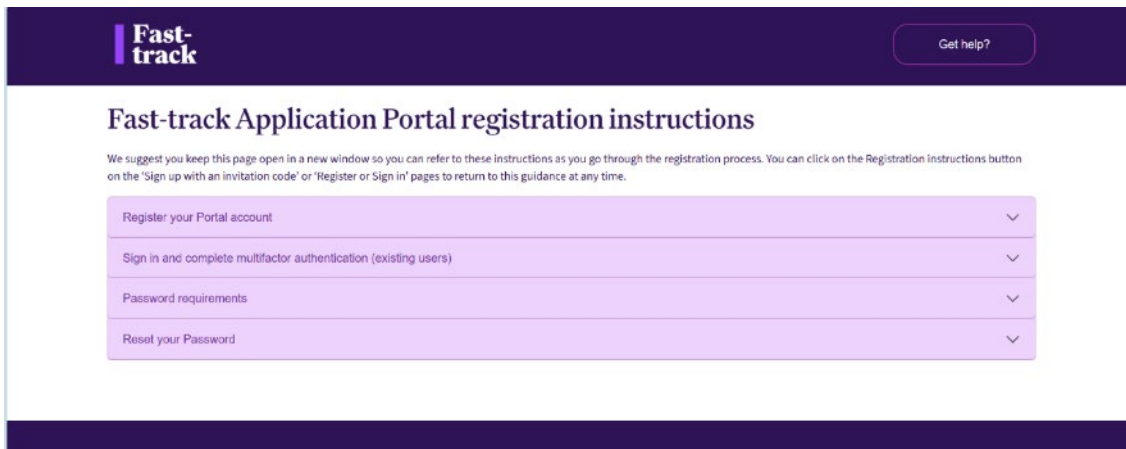 Fast-
track
Get help?
Fast-track Application Portal registration instructions
We suggest you keep this page open in a new window so you can refer to these instructions as you go through the registration process. You can click on the Registration instructions button
on the 'Sign up with an invitation code' or 'Register or Sign in' pages to return to this guidance at any time.
Register your Portal account
Sign in and complete multifactor authentication (existing users)
Password requirements
Reset your Password